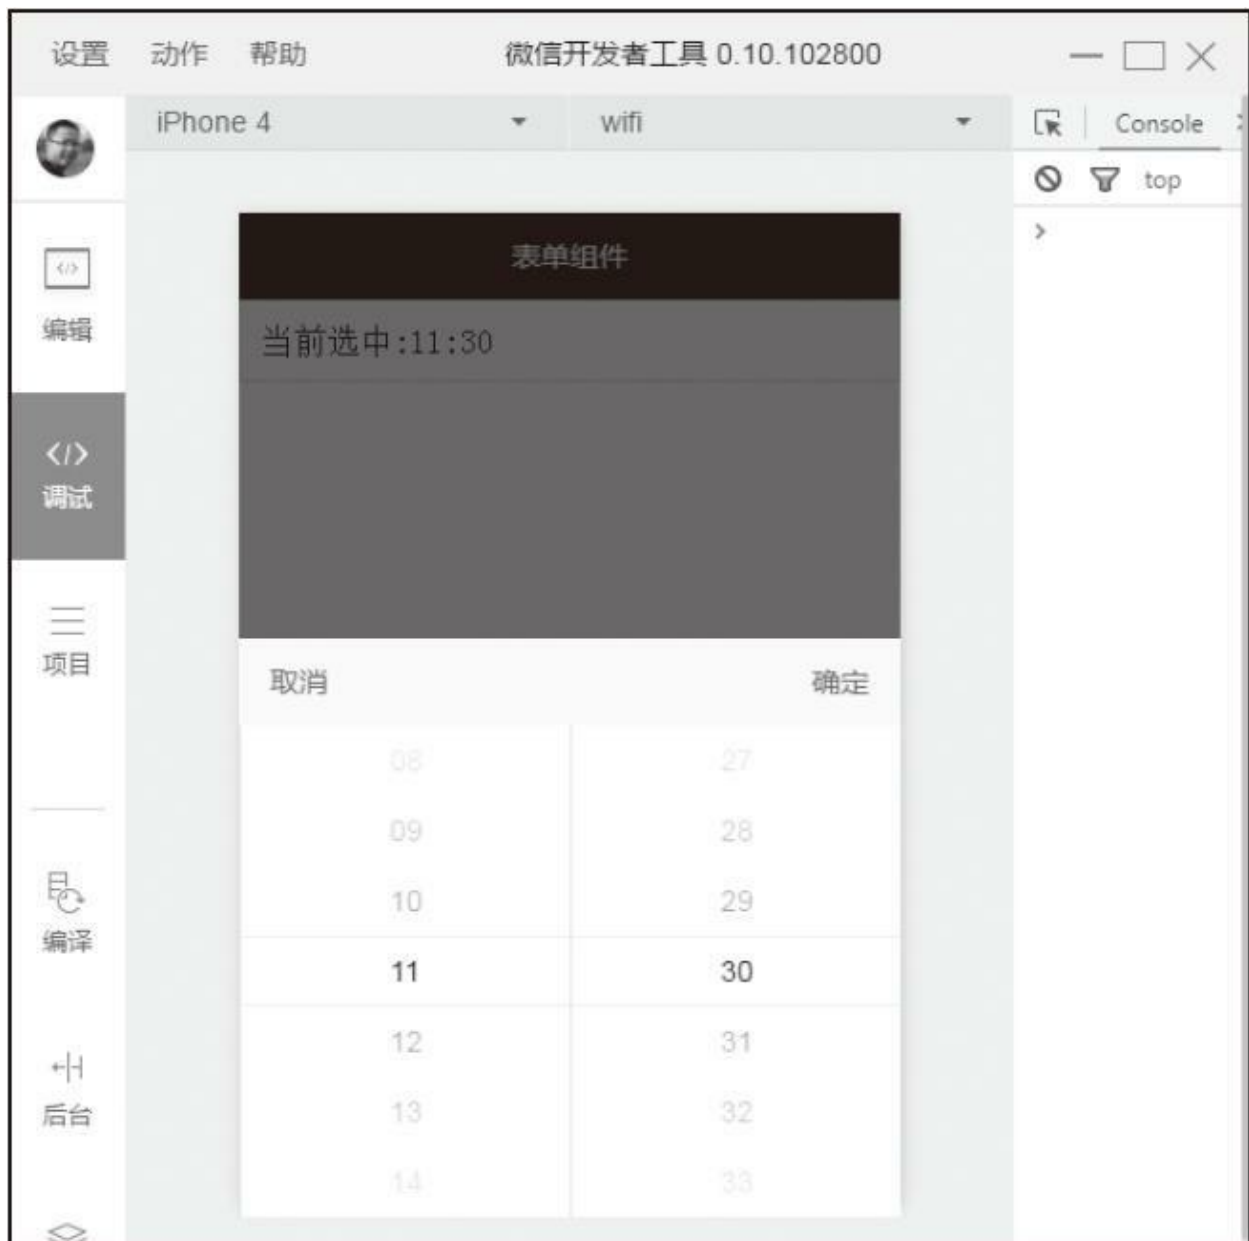 设置 动作 帮助 微信开发者工具 0.10.102800
iPhone 4 wifi Console
top
编辑
表单组件
当前选中:11:30
调试
项目
取消 确定
08 27
09 28
10 29
编译
11 30
12 31
后台
13 32
14 33